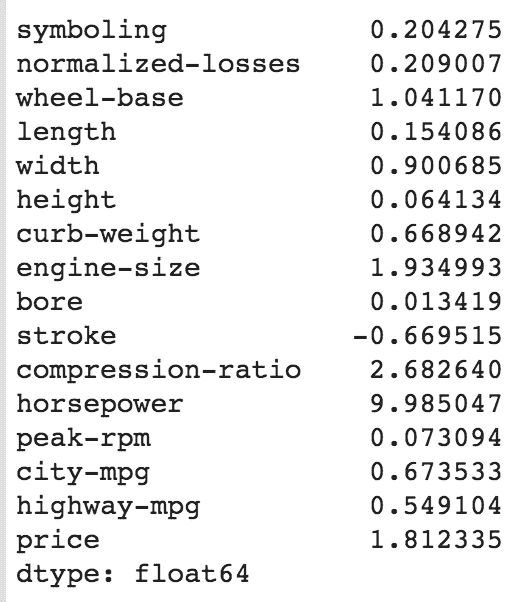 symboling 0.204275
normalized-losses 0.209007
wheel-base 1.041170
length 0.154086
width 0.900685
height 0.064134
curb-weight 0.668942
engine-size 1.934993
bore 0.013419
stroke -0.669515
compression-ratio 2.682640
horsepower 9.985047
peak-rpm 0.073094
city-mpg 0.673533
highway-mpg 0.549104
price 1.812335
dtype: float64